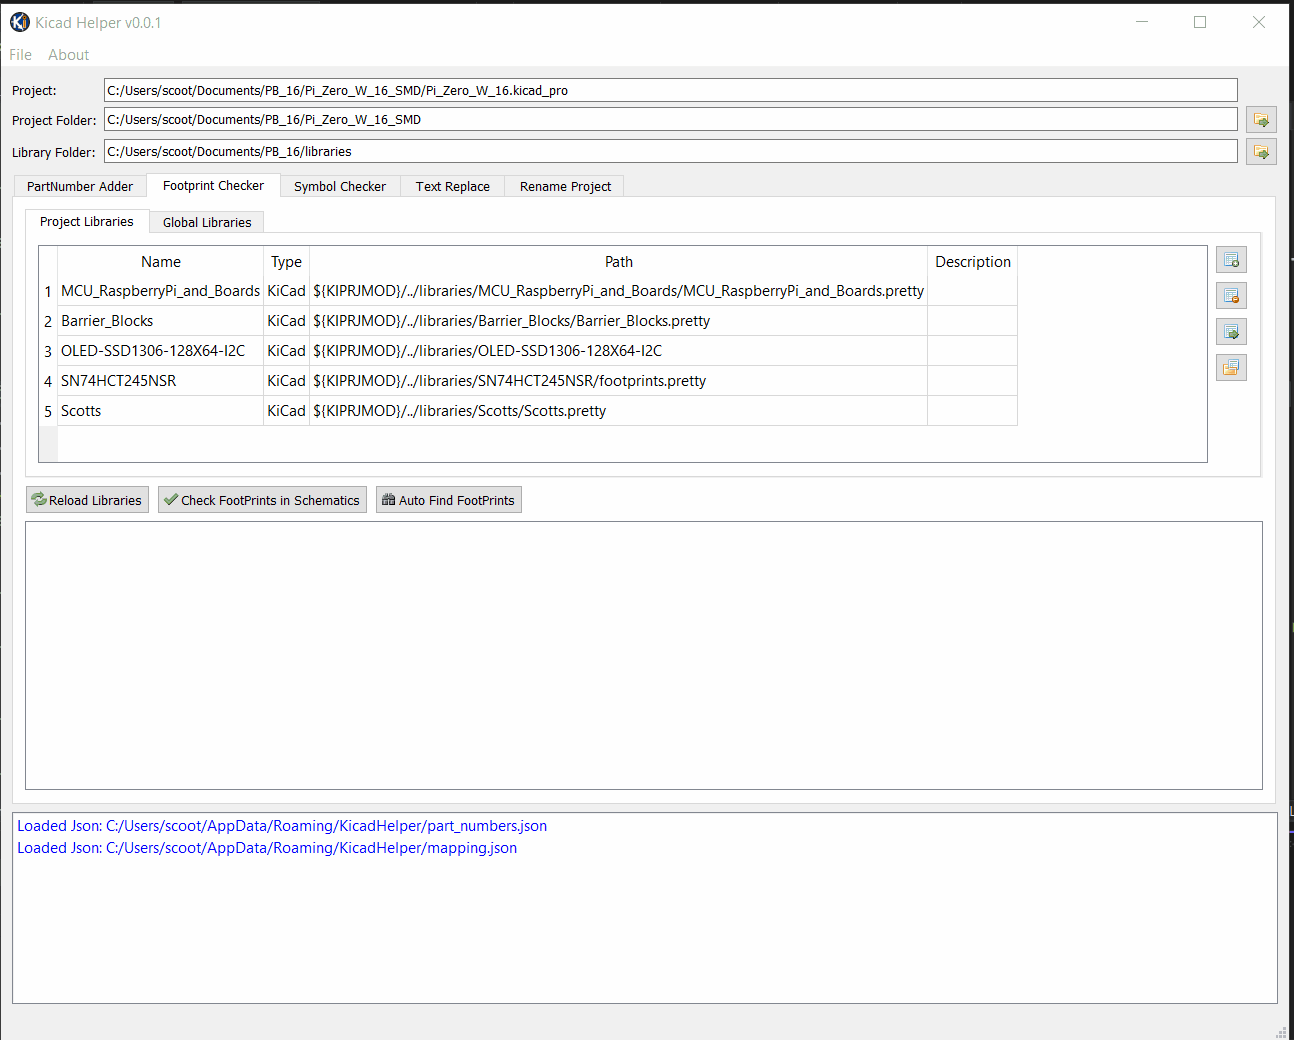 Kicad Helper v0.0.1
File About
Project: C:/Users/scoot/Documents/PB_16/Pi_Zero_W_16_SMD/Pi_Zero_W_16.kicad_pro
Project Folder: C:/Users/scoot/Documents/PB_16/Pi_Zero_W_16_SMD
Library Folder: C:/Users/scoot/Documents/PB_16/libraries
PartNumber Adder Footprint Checker Symbol Checker Text Replace Rename Project
Project Libraries Global Libraries
Name Type Path Description
1 MCU_RaspberryPi_and_Boards KiCad ${KIPRJMOD}/../libraries/MCU_RaspberryPi_and_Boards/MCU_RaspberryPi_and_Boards.pretty
2 Barrier_Blocks KiCad ${KIPRJMOD}/../libraries/Barrier_Blocks/Barrier_Blocks.pretty
3 OLED-SSD1306-128X64-I2C KiCad ${KIPRJMOD}/../libraries/OLED-SSD1306-128X64-I2C
4 SN74HCT245NSR KiCad ${KIPRJMOD}/../libraries/SN74HCT245NSR/footprints.pretty
5 Scotts KiCad ${KIPRJMOD}/../libraries/Scotts/Scotts.pretty
Reload Libraries Check FootPrints in Schematics Auto Find FootPrints
Loaded Json: C:/Users/scoot/AppData/Roaming/KicadHelper/part_numbers.json
Loaded Json: C:/Users/scoot/AppData/Roaming/KicadHelper/mapping.json